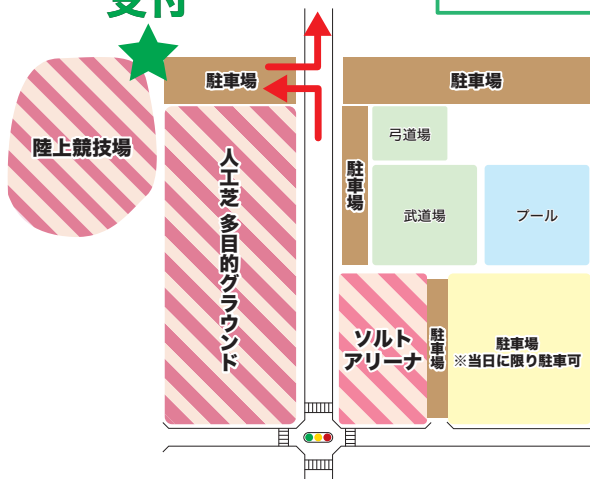 受付
駐車場
駐車場
陸上競技場
人工芝 多目的グラウンド
駐車場
弓道場
武道場
プール
ソルト
アリーナ
駐車場
駐車場
※当日に限り駐車可